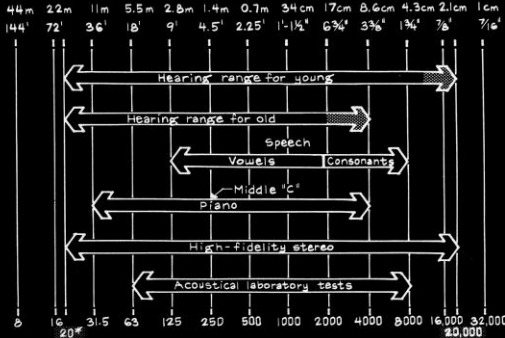 44m 22m 11m 5.5m 2.8m 1.4m 0.7m 34cm 17cm 8.6cm 4.3cm 2.1cm 1cm
144' 72' 36' 18' 9' 4.5' 2.25' 1'-1½" 6¾" 3⅜" 1¾" ⅞" 7/16"
Hearing range for young
Hearing range for old
Speech
Vowels Consonants
Middle "C"
Piano
High-fidelity stereo
Acoustical laboratory tests
8 16 31.5 63 125 250 500 1000 2000 4000 8000 16,000 32,000
20* 20,000